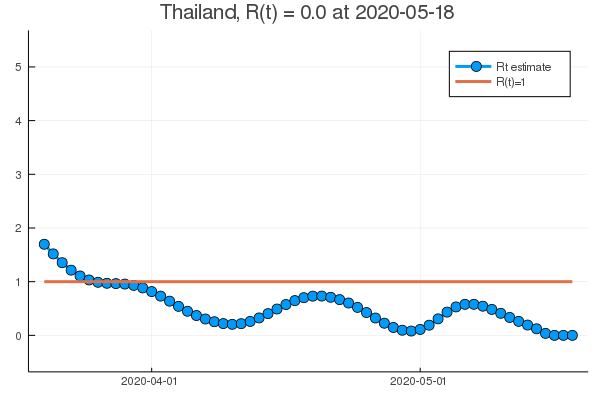 Thailand, R(t) = 0.0 at 2020-05-18
Rt estimate
R(t)=1
5
4
3
2
1
0
2020-04-01
2020-05-01